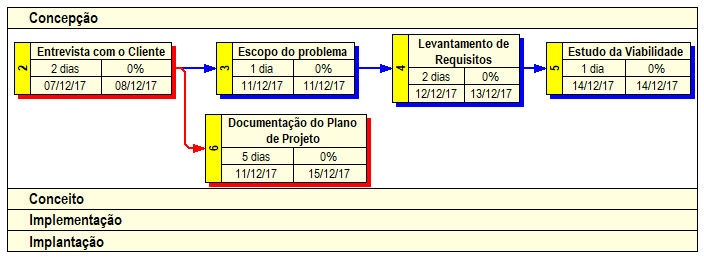 Concepção
2
Entrevista com o Cliente
2 dias 0%
07/12/17 08/12/17
3
Escopo do problema
1 dia 0%
11/12/17 11/12/17
4
Levantamento de
Requisitos
2 dias 0%
12/12/17 13/12/17
5
Estudo da Viabilidade
1 dia 0%
14/12/17 14/12/17
6
Documentação do Plano
de Projeto
5 dias 0%
11/12/17 15/12/17
Conceito
Implementação
Implantação